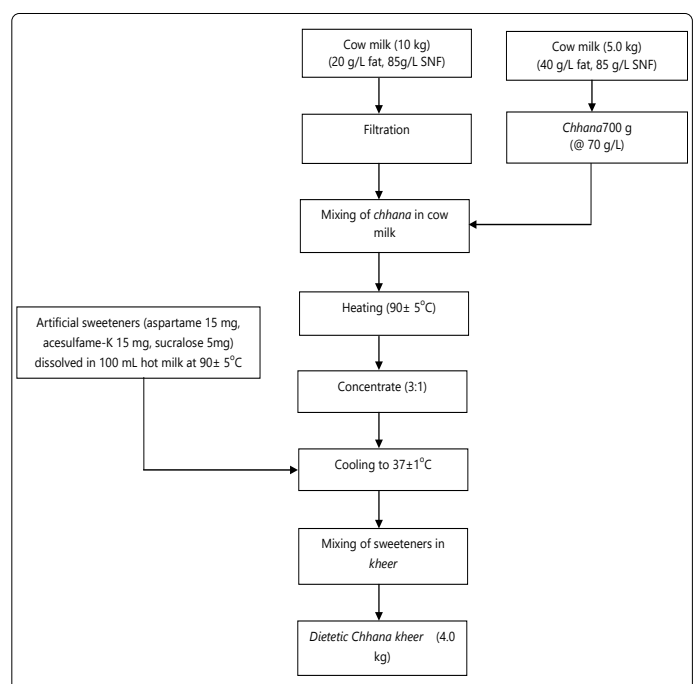 Cow milk (10 kg)
(20 g/L fat, 85g/L SNF)
Cow milk (5.0 kg)
(40 g/L fat, 85 g/L SNF)
Filtration
Chhana700 g
(@ 70 g/L)
Mixing of chhana in cow
milk
Heating (90± 5°C)
Artificial sweeteners (aspartame 15 mg,
acesulfame-K 15 mg, sucralose 5mg)
dissolved in 100 mL hot milk at 90± 5°C
Concentrate (3:1)
Cooling to 37±1°C
Mixing of sweeteners in
kheer
Dietetic Chhana kheer (4.0
kg)